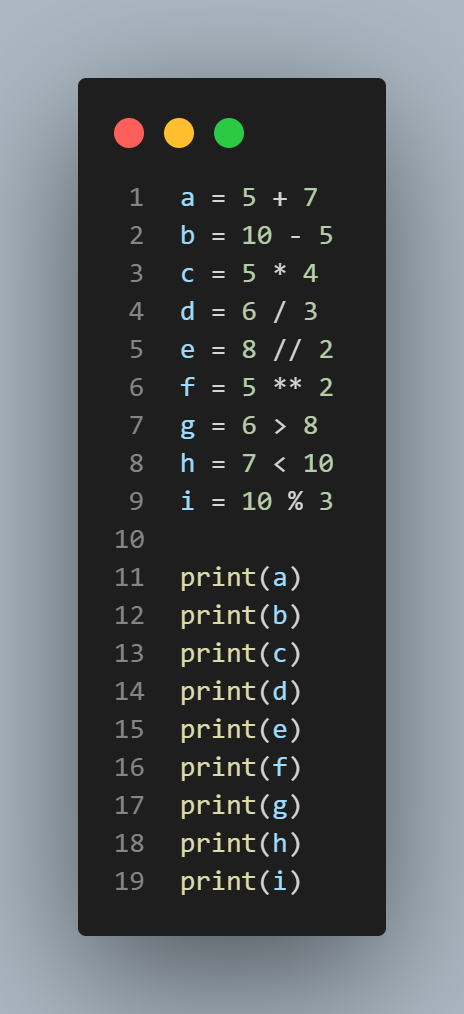 1 a = 5 + 7
2 b = 10 - 5
3 c = 5 * 4
4 d = 6 / 3
5 e = 8 // 2
6 f = 5 ** 2
7 g = 6 > 8
8 h = 7 < 10
9 i = 10 % 3
10
11 print(a)
12 print(b)
13 print(c)
14 print(d)
15 print(e)
16 print(f)
17 print(g)
18 print(h)
19 print(i)